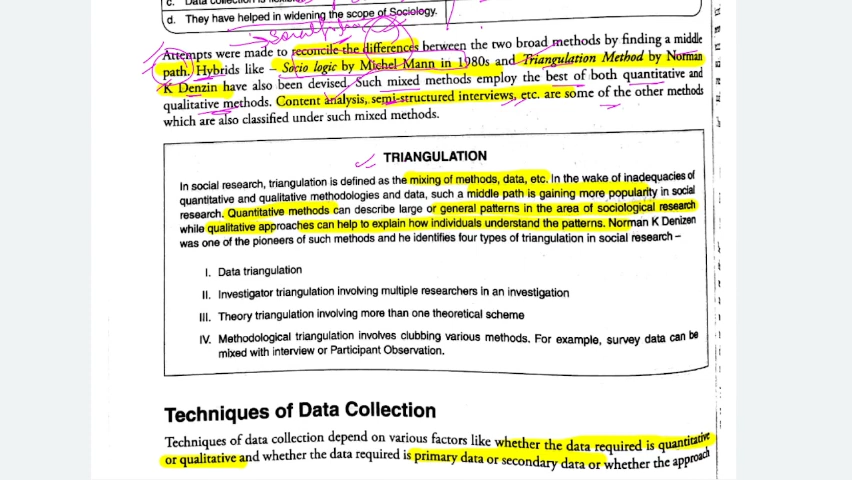 c. Data collection is
d. They have helped in widening the scope of Sociology.
Attempts were made to reconcile the differences between the two broad methods by finding a middle
path. Hybrids like – Socio logic by Michel Mann in 1980s and Triangulation Method by Norman
K Denzin have also been devised. Such mixed methods employ the best of both quantitative and
qualitative methods. Content analysis, semi-structured interviews, etc. are some of the other methods
which are also classified under such mixed methods.
TRIANGULATION
In social research, triangulation is defined as the mixing of methods, data, etc. In the wake of inadequacies of
quantitative and qualitative methodologies and data, such a middle path is gaining more popularity in social
research. Quantitative methods can describe large or general patterns in the area of sociological research
while qualitative approaches can help to explain how individuals understand the patterns. Norman K Denizen
was one of the pioneers of such methods and he identifies four types of triangulation in social research –
I. Data triangulation
II. Investigator triangulation involving multiple researchers in an investigation
III. Theory triangulation involving more than one theoretical scheme
IV. Methodological triangulation involves clubbing various methods. For example, survey data can be
mixed with interview or Participant Observation.
Techniques of Data Collection
Techniques of data collection depend on various factors like whether the data required is quantitative
or qualitative and whether the data required is primary data or secondary data or whether the approach